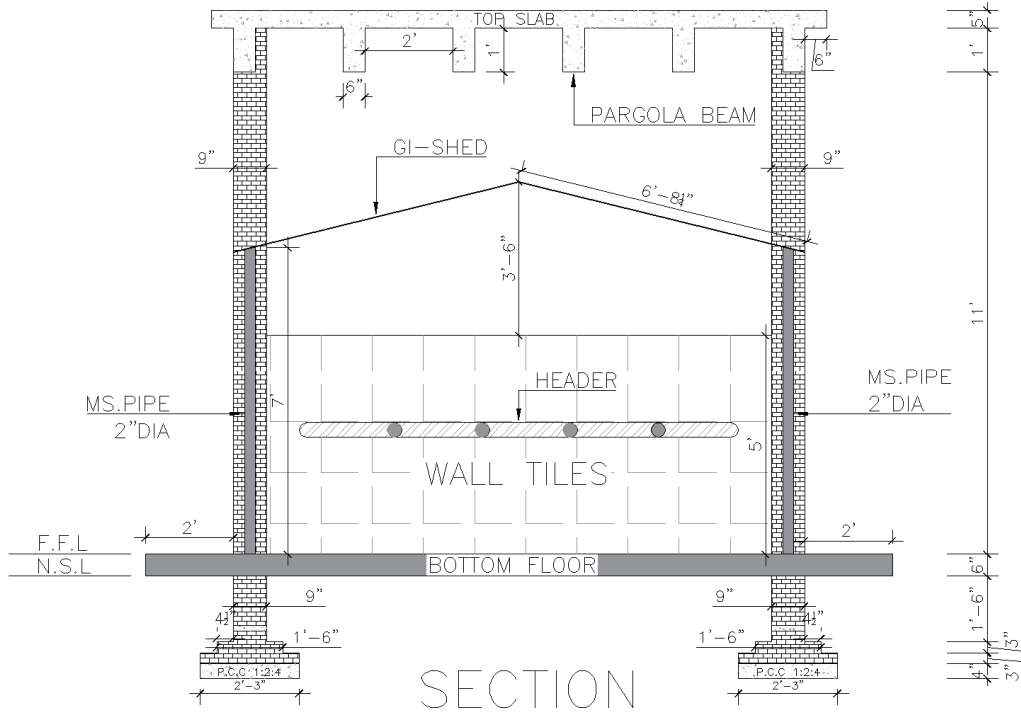 TOP SLAB
5"
2'
1'
1'
6"
6"
PARGOLA BEAM
GI-SHED
9"
9"
6'-8¼"
3'-6"
11'
HEADER
MS.PIPE
2"DIA
MS.PIPE
2"DIA
7'
5'
WALL TILES
2'
2'
F.F.L
N.S.L
BOTTOM FLOOR
6"
9"
9"
1'-6"
4½"
4½"
1'-6"
1'-6"
3"
P.C.C 1:2:4
P.C.C 1:2:4
4"
3"
2'-3"
2'-3"
SECTION